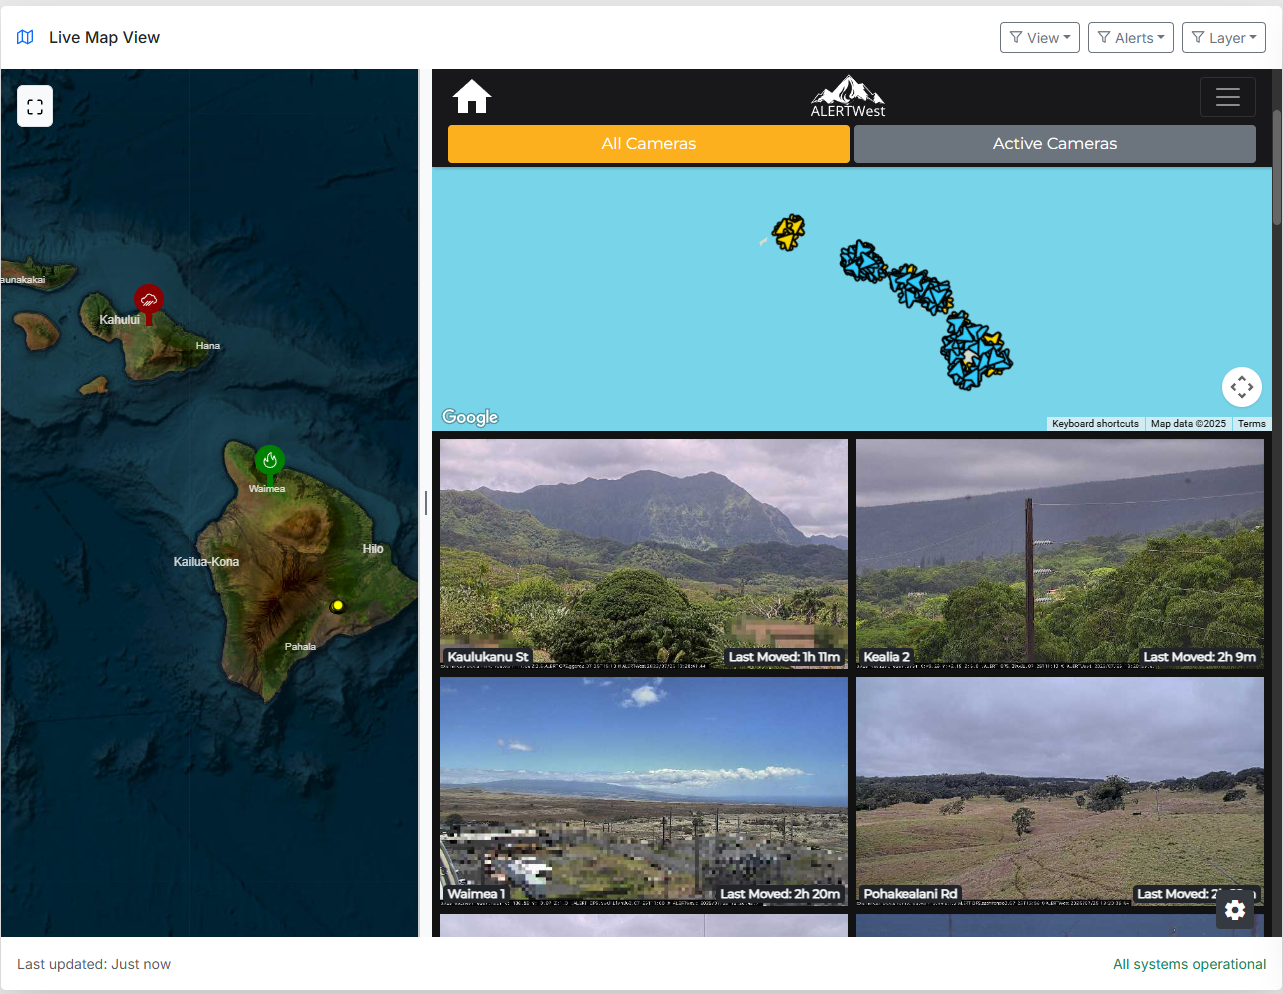 Live Map View
View
Alerts
Layer
aunakakai
Kahului
Hana
Waimea
Kailua-Kona
Hilo
Pahala
ALERTWest
All Cameras
Active Cameras
Google
Keyboard shortcuts
Map data ©2025
Terms
Kaulukanu St
Last Moved: 1h 11m
Kealia 2
Last Moved: 2h 9m
Waimea 1
Last Moved: 2h 20m
Pohakealani Rd
Last Moved:
Last updated: Just now
All systems operational